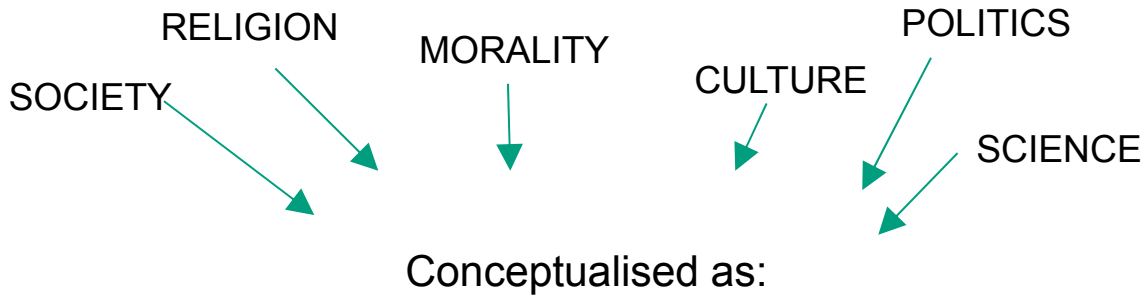 SOCIETY
RELIGION
MORALITY
CULTURE
POLITICS
SCIENCE
Conceptualised as: